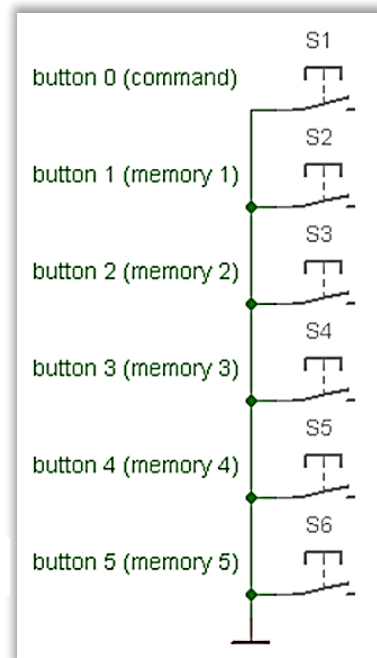 S1
button 0 (command)
S2
button 1 (memory 1)
S3
button 2 (memory 2)
S4
button 3 (memory 3)
S5
button 4 (memory 4)
S6
button 5 (memory 5)